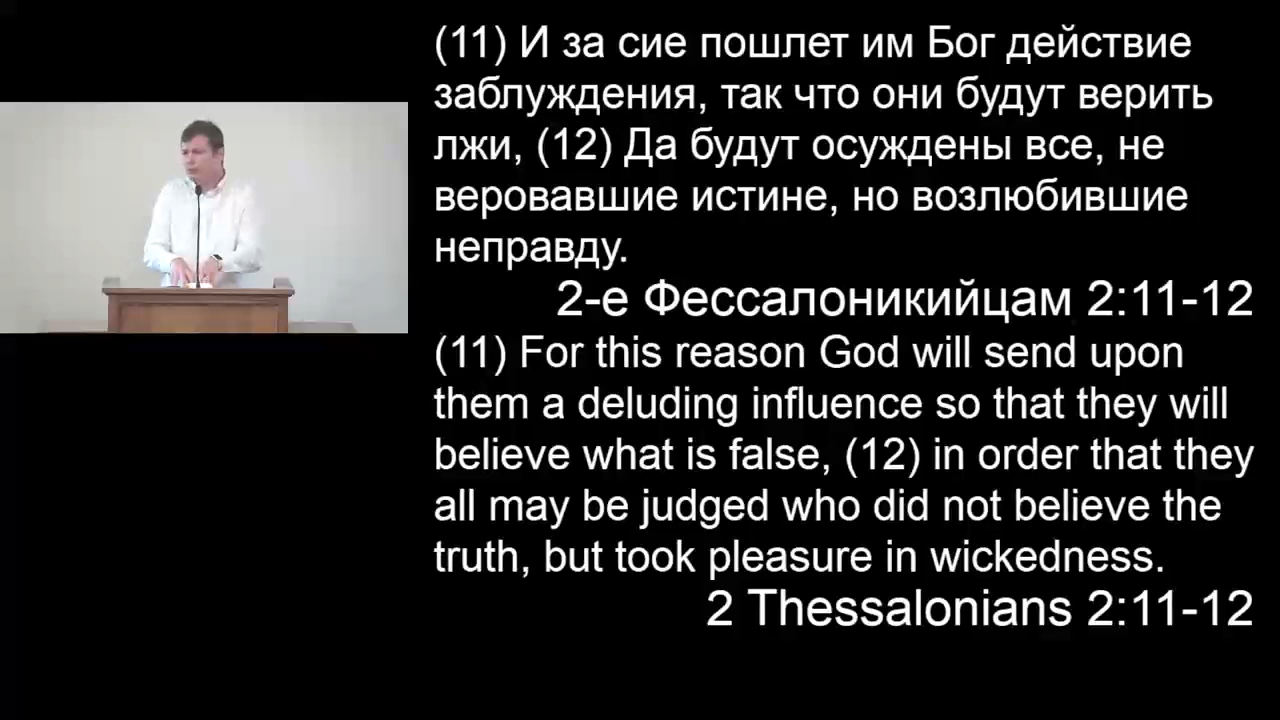 (11) И за сие пошлет им Бог действие
заблуждения, так что они будут верить
лжи, (12) Да будут осуждены все, не
веровавшие истине, но возлюбившие
неправду.
2-е Фессалоникийцам 2:11-12
(11) For this reason God will send upon
them a deluding influence so that they will
believe what is false, (12) in order that they
all may be judged who did not believe the
truth, but took pleasure in wickedness.
2 Thessalonians 2:11-12